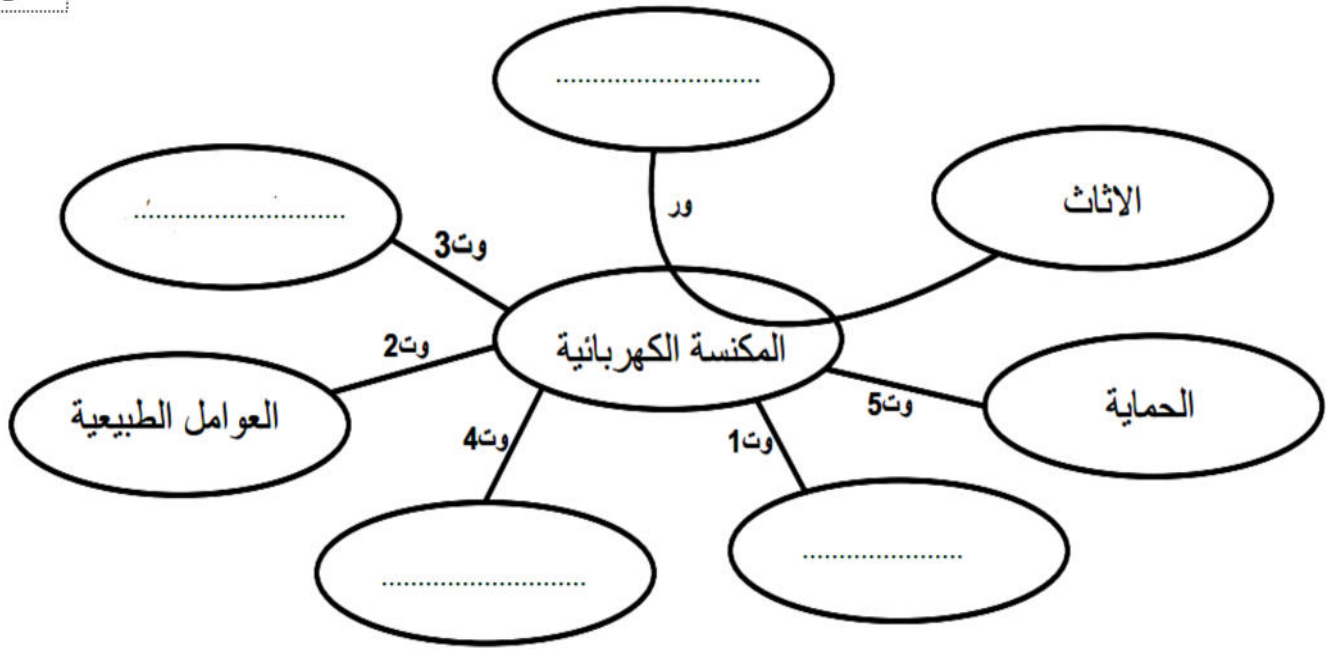 ............................
الاثاث
.............................
ور
وت3
المكنسة الكهربائية
وت2
العوامل الطبيعية
الحماية
وت5
وت4
وت1
............................
......................